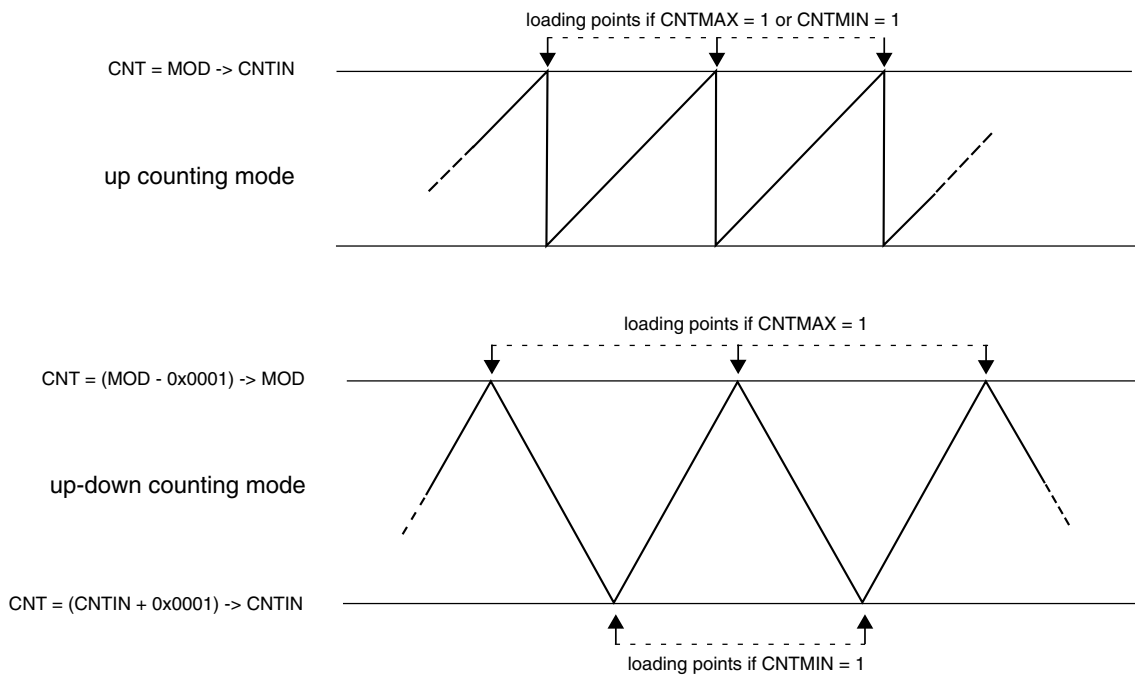 loading points if CNTMAX = 1 or CNTMIN = 1
CNT = MOD -> CNTIN
up counting mode
loading points if CNTMAX = 1
CNT = (MOD - 0x0001) -> MOD
up-down counting mode
CNT = (CNTIN + 0x0001) -> CNTIN
loading points if CNTMIN = 1